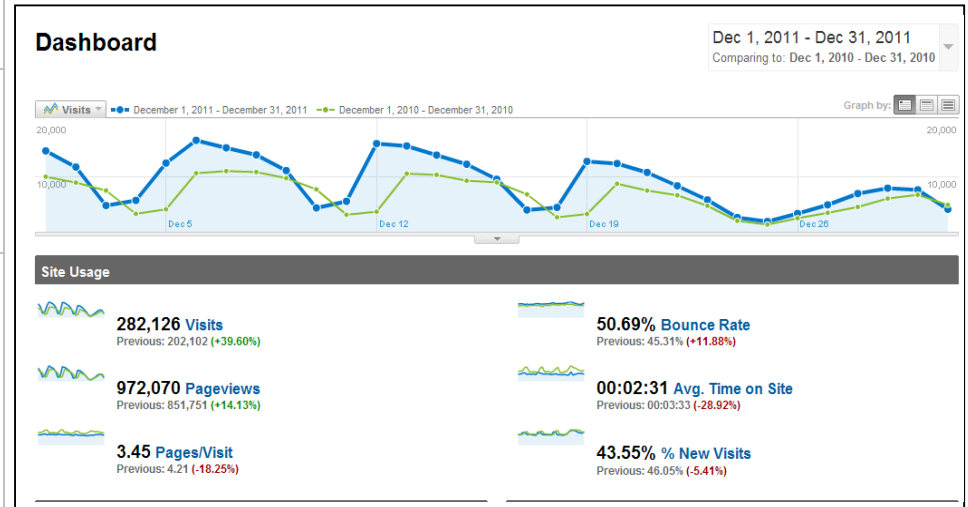 Dashboard
Dec 1, 2011 - Dec 31, 2011
Comparing to: Dec 1, 2010 - Dec 31, 2010
Visits December 1, 2011 - December 31, 2011 December 1, 2010 - December 31, 2010 Graph by:
20,000 20,000
10,000 10,000
Dec 5 Dec 12 Dec 19 Dec 26
Site Usage
282,126 Visits
Previous: 202,102 (+39.60%)
972,070 Pageviews
Previous: 851,751 (+14.13%)
3.45 Pages/Visit
Previous: 4.21 (-18.25%)
50.69% Bounce Rate
Previous: 45.31% (+11.88%)
00:02:31 Avg. Time on Site
Previous: 00:03:33 (-28.92%)
43.55% % New Visits
Previous: 46.05% (-5.41%)